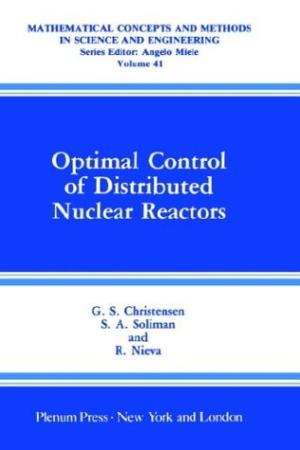 MATHEMATICAL CONCEPTS AND METHODS
IN SCIENCE AND ENGINEERING
Series Editor: Angelo Miele
Volume 41
Optimal Control
of Distributed
Nuclear Reactors
G. S. Christensen
S. A. Soliman
and
R. Nieva
Plenum Press · New York and London